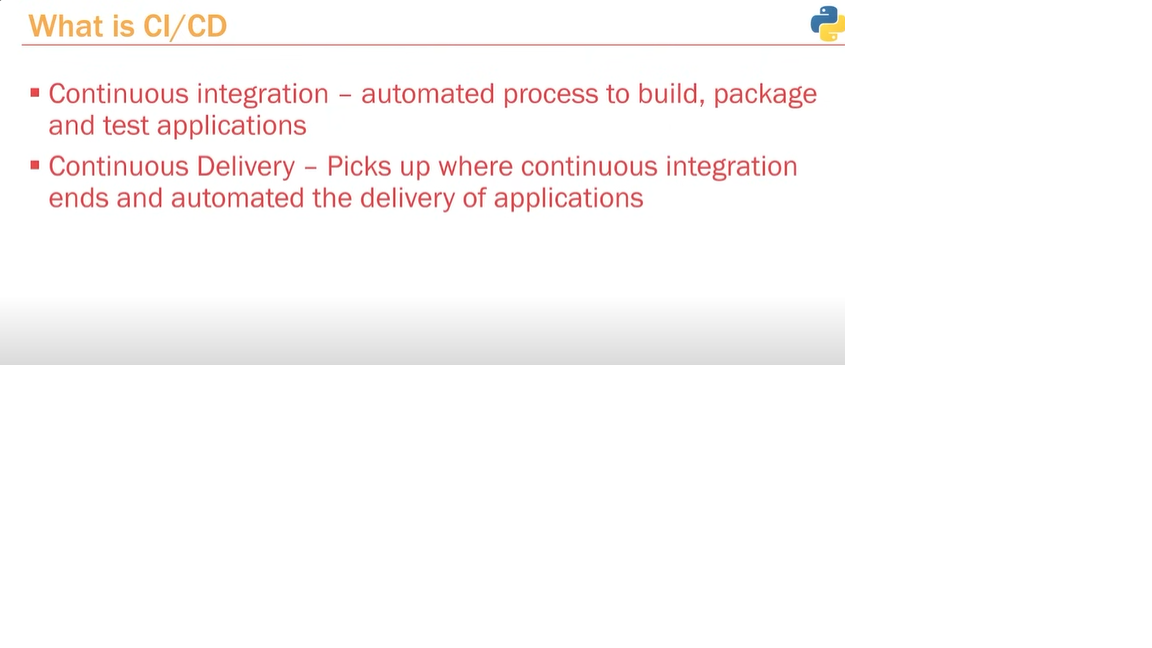 What is CI/CD
▪ Continuous integration – automated process to build, package
and test applications
▪ Continuous Delivery – Picks up where continuous integration
ends and automated the delivery of applications